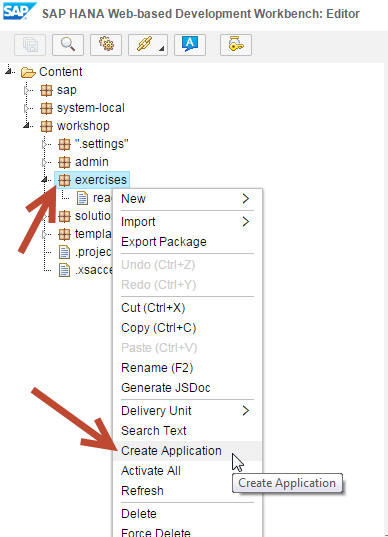 SAP SAP HANA Web-based Development Workbench: Editor
Content
sap
system-local
workshop
".settings"
admin
exercises
rea
solutio
templa
.projec
.xsacce
New
Import
Export Package
Undo (Ctrl+Z)
Redo (Ctrl+Y)
Cut (Ctrl+X)
Copy (Ctrl+C)
Paste (Ctrl+V)
Rename (F2)
Generate JSDoc
Delivery Unit
Search Text
Create Application
Activate All
Refresh
Create Application
Delete
Force Delete